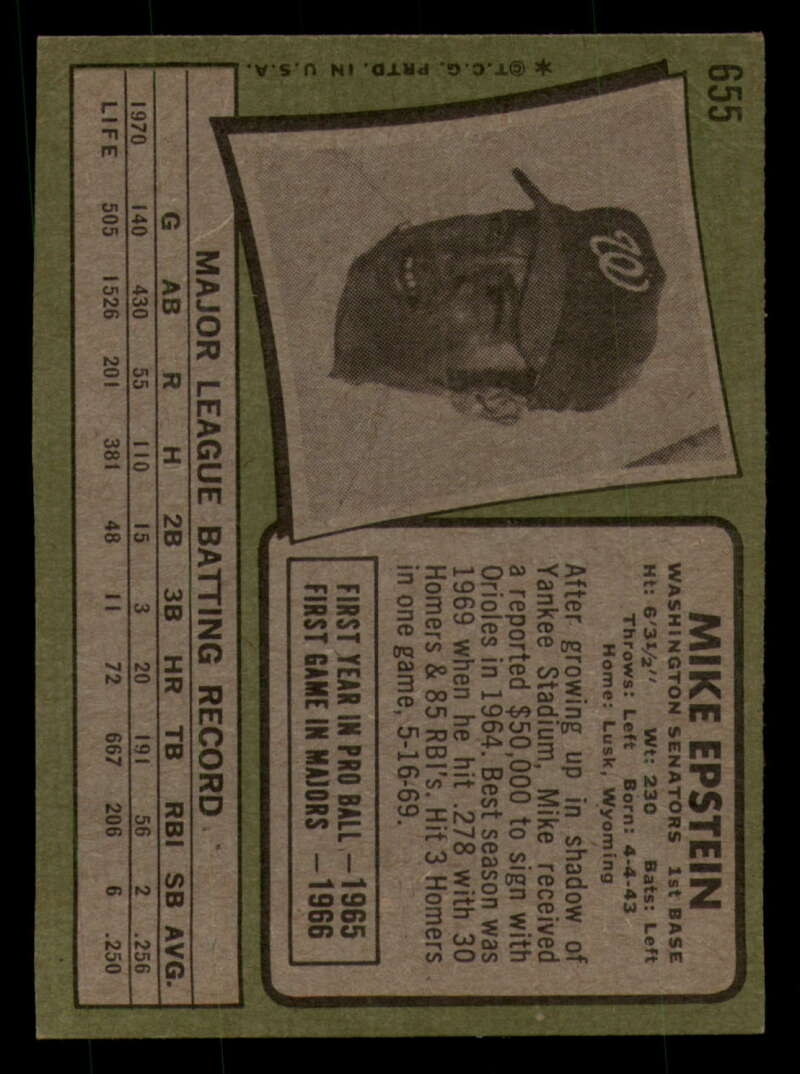 655
W
MIKE EPSTEIN
WASHINGTON SENATORS 1st BASE
Ht: 6'3½" Wt: 230 Bats: Left
Throws: Left Born: 4-4-43
Home: Lusk, Wyoming
After growing up in shadow of
Yankee Stadium, Mike received
a reported $50,000 to sign with
Orioles in 1964. Best season was
1969 when he hit .278 with 30
Homers & 85 RBI's. Hit 3 Homers
in one game, 5-16-69.
FIRST YEAR IN PRO BALL —1965
FIRST GAME IN MAJORS —1966
MAJOR LEAGUE BATTING RECORD
G AB R H 2B 3B HR TB RBI SB AVG.
1970 140 430 55 110 15 3 20 191 56 2 .256
LIFE 505 1526 201 381 48 11 72 667 206 6 .250
*©T.C.G. PRTD. IN U.S.A.